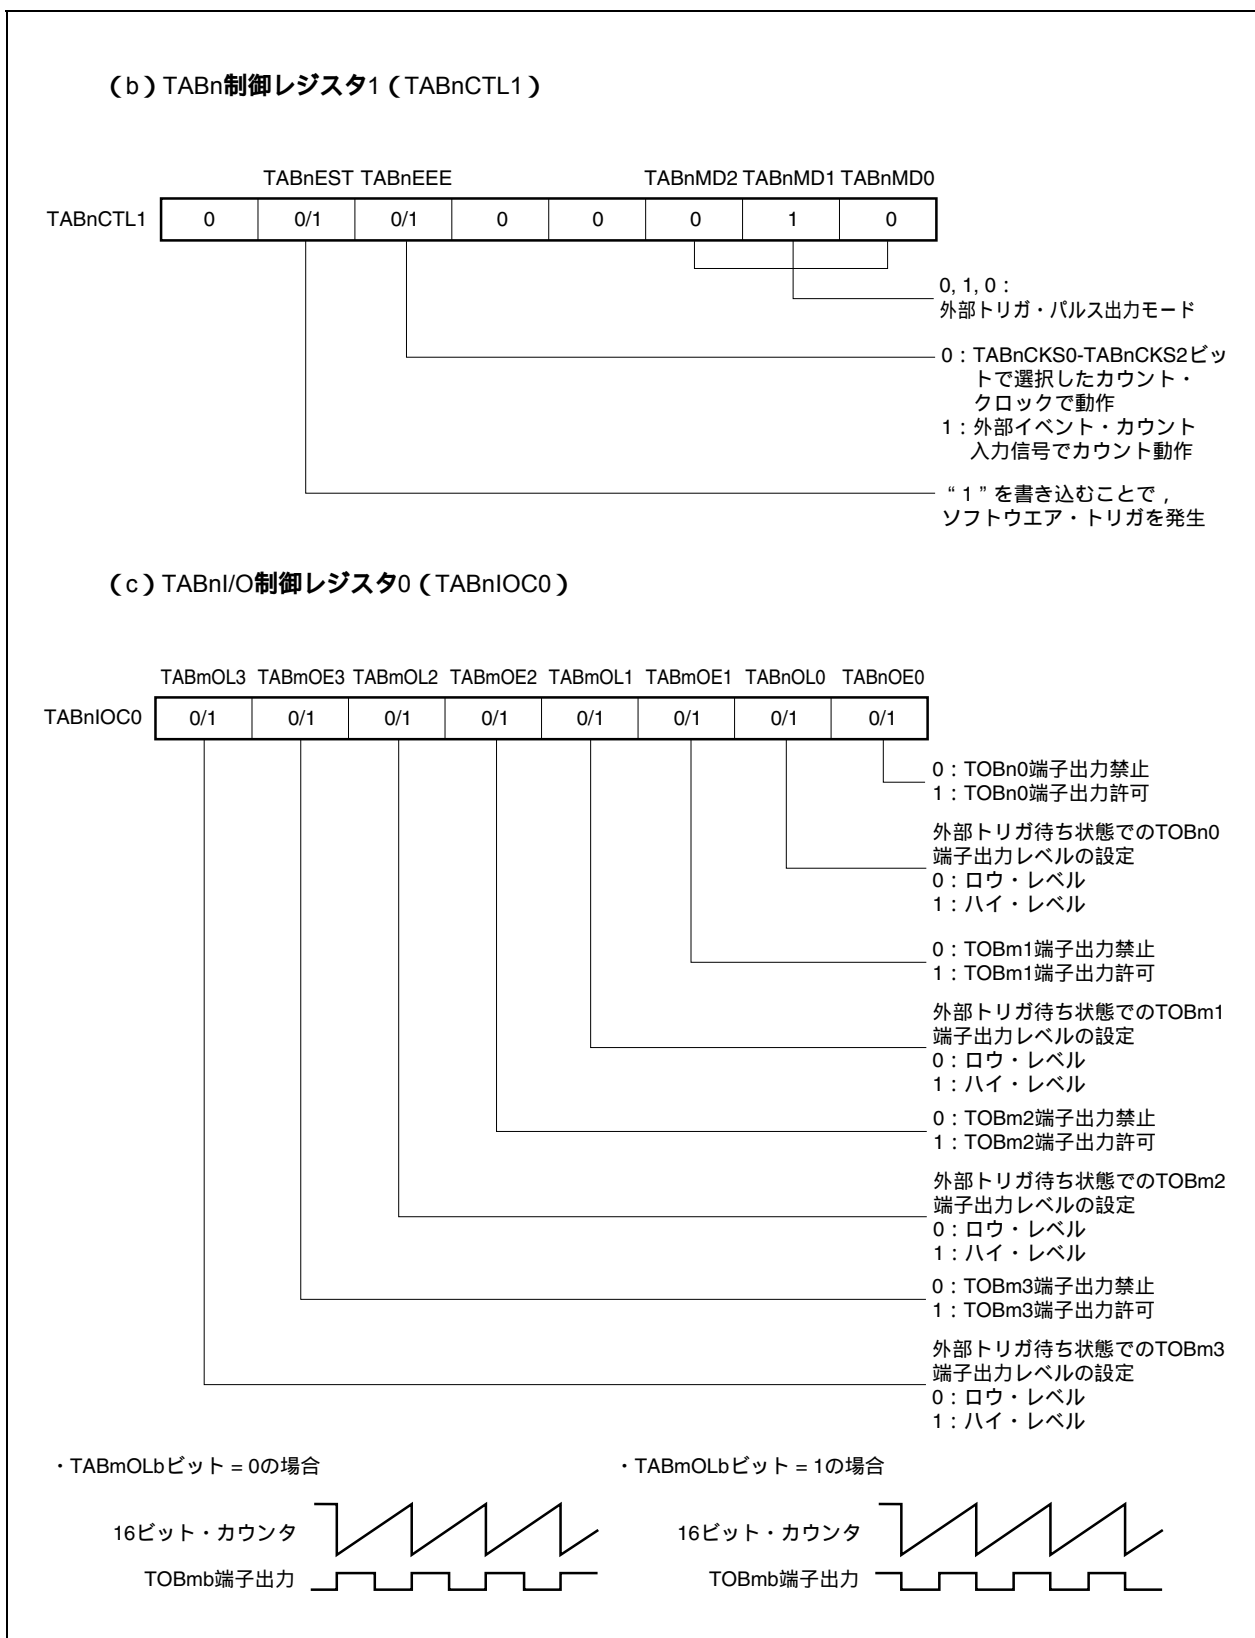 （b）TABn制御レジスタ1（TABnCTL1）
TABnEST TABnEEE TABnMD2 TABnMD1 TABnMD0
TABnCTL1 0 0/1 0/1 0 0 0 1 0
0, 1, 0：
外部トリガ・パルス出力モード
0：TABnCKS0-TABnCKS2ビッ
トで選択したカウント・
クロックで動作
1：外部イベント・カウント
入力信号でカウント動作
“1”を書き込むことで，
ソフトウエア・トリガを発生
（c）TABnI/O制御レジスタ0（TABnIOC0）
TABmOL3 TABmOE3 TABmOL2 TABmOE2 TABmOL1 TABmOE1 TABnOL0 TABnOE0
TABnIOC0 0/1 0/1 0/1 0/1 0/1 0/1 0/1 0/1
0：TOBn0端子出力禁止
1：TOBn0端子出力許可
外部トリガ待ち状態でのTOBn0
端子出力レベルの設定
0：ロウ・レベル
1：ハイ・レベル
0：TOBm1端子出力禁止
1：TOBm1端子出力許可
外部トリガ待ち状態でのTOBm1
端子出力レベルの設定
0：ロウ・レベル
1：ハイ・レベル
0：TOBm2端子出力禁止
1：TOBm2端子出力許可
外部トリガ待ち状態でのTOBm2
端子出力レベルの設定
0：ロウ・レベル
1：ハイ・レベル
0：TOBm3端子出力禁止
1：TOBm3端子出力許可
外部トリガ待ち状態でのTOBm3
端子出力レベルの設定
0：ロウ・レベル
1：ハイ・レベル
・TABmOLbビット = 0の場合
16ビット・カウンタ
TOBmb端子出力
・TABmOLbビット = 1の場合
16ビット・カウンタ
TOBmb端子出力